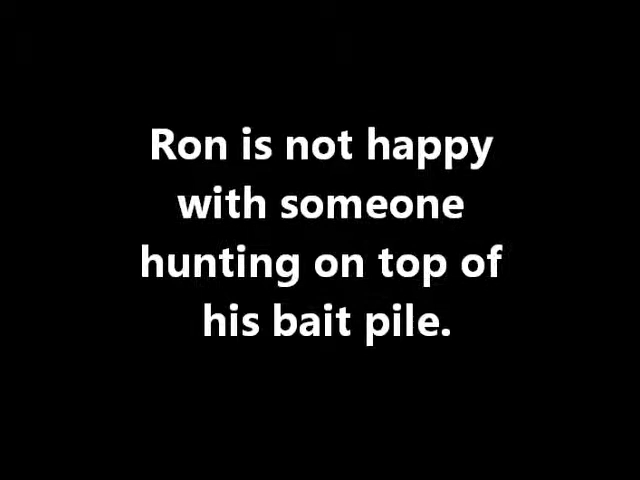 Ron is not happy
with someone
hunting on top of
his bait pile.